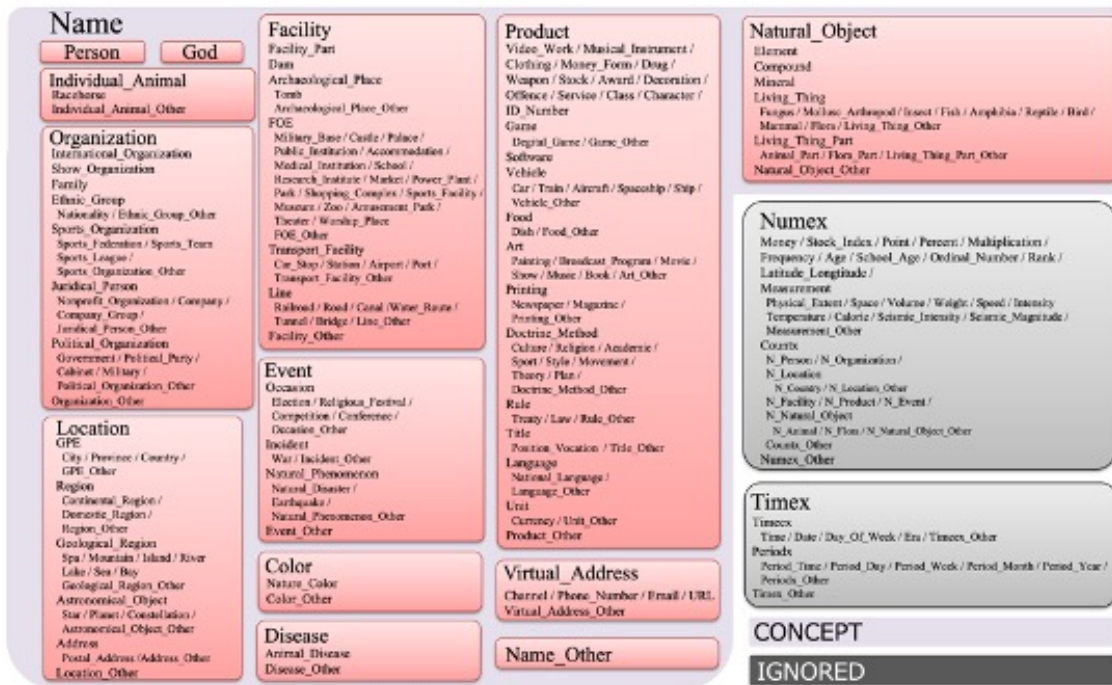 Name
Person
God
Individual_Animal
Racehorse
Individual_Animal_Other
Organization
International_Organization
Show_Organization
Family
Ethnic_Group
Nationality / Ethnic_Group_Other
Sports_Organization
Sports_Federation / Sports_Team
Sports_League /
Sports_Organization_Other
Juridical_Person
Nonprofit_Organization / Company /
Company_Group /
Juridical_Person_Other
Political_Organization
Government / Political_Party /
Cabinet / Military /
Political_Organization_Other
Organization_Other
Location
GPE
City / Province / Country /
GPE_Other
Region
Continental_Region /
Domestic_Region /
Region_Other
Geological_Region
Spa / Mountain / Island / River
Lake / Sea / Bay
Geological_Region_Other
Astronomical_Object
Star / Planet / Constellation /
Astronomical_Object_Other
Address
Postal_Address /Address_Other
Location_Other
Facility
Facility_Part
Dam
Archaeological_Place
Tomb
Archaeological_Place_Other
FOE
Military_Base / Castle / Palace /
Public_Institution / Accommodation /
Medical_Institution / School /
Research_Institute / Market / Power_Plant /
Park / Shopping_Complex / Sports_Facility /
Museum / Zoo / Amusement_Park /
Theater / Worship_Place
FOE_Other
Transport_Facility
Car_Stop / Station / Airport / Port /
Transport_Facility_Other
Line
Railroad / Road / Canal /Water_Route /
Tunnel / Bridge / Line_Other
Facility_Other
Event
Occasion
Election / Religious_Festival /
Competition / Conference /
Occasion_Other
Incident
War / Incident_Other
Natural_Phenomenon
Natural_Disaster /
Earthquake /
Natural_Phenomenon_Other
Event_Other
Color
Nature_Color
Color_Other
Disease
Animal_Disease
Disease_Other
Product
Video_Work / Musical_Instrument /
Clothing / Money_Form / Drug /
Weapon / Stock / Award / Decoration /
Offence / Service / Class / Character /
ID_Number
Game
Degital_Game / Game_Other
Software
Vehicle
Car / Train / Aircraft / Spaceship / Ship /
Vehicle_Other
Food
Dish / Food_Other
Art
Painting / Broadcast_Program / Movie /
Show / Music / Book / Art_Other
Printing
Newspaper / Magazine /
Printing_Other
Doctrine_Method
Culture / Religion / Academic /
Sport / Style / Movement /
Theory / Plan /
Doctrine_Method_Other
Rule
Treaty / Law / Rule_Other
Title
Position_Vocation / Title_Other
Language
National_Language /
Language_Other
Unit
Currency / Unit_Other
Product_Other
Virtual_Address
Channel / Phone_Number / Email / URL
Virtual_Address_Other
Name_Other
Natural_Object
Element
Compound
Mineral
Living_Thing
Fungus / Mollusc_Arthropod / Insect / Fish / Amphibia / Reptile / Bird /
Mammal / Flora / Living_Thing_Other
Living_Thing_Part
Animal_Part / Flora_Part / Living_Thing_Part_Other
Natural_Object_Other
Numex
Money / Stock_Index / Point / Percent / Multiplication /
Frequency / Age / School_Age / Ordinal_Number / Rank /
Latitude_Longtitude /
Measurement
Physical_Extent / Space / Volume / Weight / Speed / Intensity
Temperature / Calorie / Seismic_Intensity / Seismic_Magnitude /
Measurement_Other
Countx
N_Person / N_Organization /
N_Location
N_Country / N_Location_Other
N_Facility / N_Product / N_Event /
N_Natural_Object
N_Animal / N_Flora / N_Natural_Object_Other
Countx_Other
Numex_Other
Timex
Timeex
Time / Date / Day_Of_Week / Era / Timeex_Other
Periodx
Period_Time / Period_Day / Period_Week / Period_Month / Period_Year /
Periodx_Other
Timex_Other
CONCEPT
IGNORED